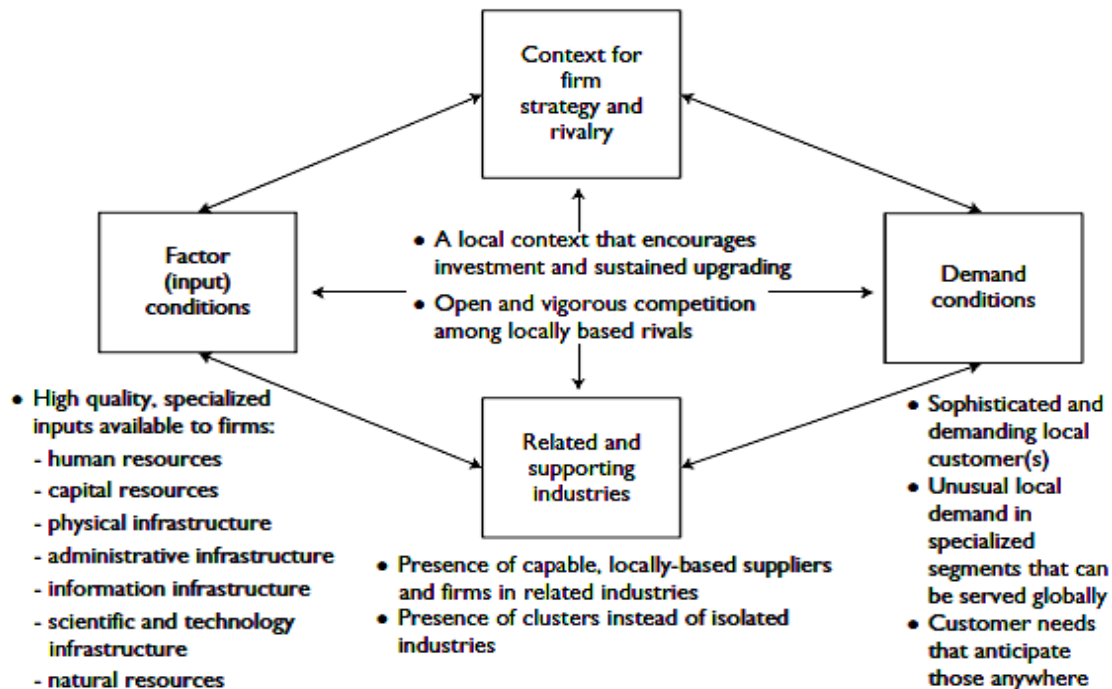 Context for
firm
strategy and
rivalry
Factor
(input)
conditions
• A local context that encourages
investment and sustained upgrading
• Open and vigorous competition
among locally based rivals
Demand
conditions
• High quality, specialized
inputs available to firms:
- human resources
- capital resources
- physical infrastructure
- administrative infrastructure
- information infrastructure
- scientific and technology
infrastructure
- natural resources
Related and
supporting
industries
• Presence of capable, locally-based suppliers
and firms in related industries
• Presence of clusters instead of isolated
industries
• Sophisticated and
demanding local
customer(s)
• Unusual local
demand in
specialized
segments that can
be served globally
• Customer needs
that anticipate
those anywhere